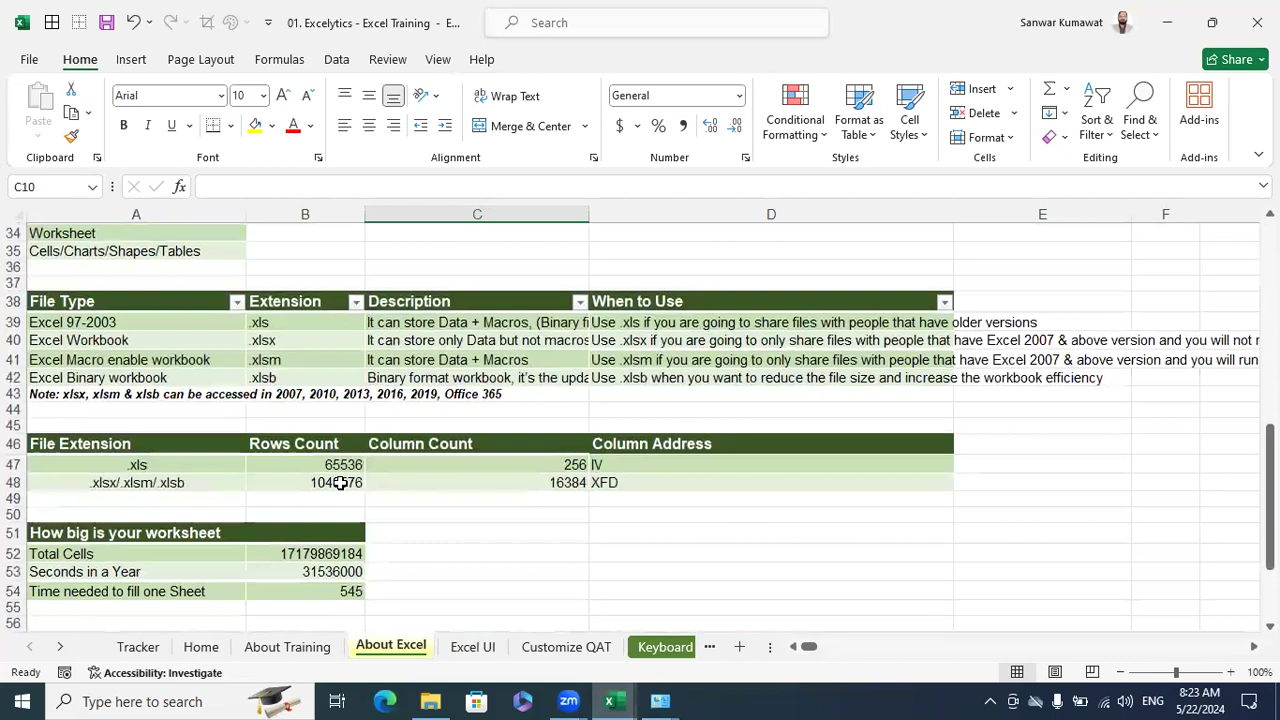 01. Excelytics - Excel Training - E...
Search
Sanwar Kumawat
File Home Insert Page Layout Formulas Data Review View Help
Share
Paste
Arial 10
Wrap Text
General
Conditional Formatting
Format as Table
Cell Styles
Insert
Sort & Filter
Find & Select
Add-ins
B I U
Merge & Center
Delete
Format
Clipboard Font Alignment Number Styles Cells Editing Add-ins
C10
A B C D E F
34 Worksheet
35 Cells/Charts/Shapes/Tables
36
37
38 File Type Extension Description When to Use
39 Excel 97-2003 .xls It can store Data + Macros, (Binary fi Use .xls if you are going to share files with people that have older versions
40 Excel Workbook .xlsx It can store only Data but not macros Use .xlsx if you are going to only share files with people that have Excel 2007 & above version and you will not
41 Excel Macro enable workbook .xlsm It can store Data + Macros Use .xlsm if you are going to only share files with people that have Excel 2007 & above version and you will run
42 Excel Binary workbook .xlsb Binary format workbook, it's the upda Use .xlsb when you want to reduce the file size and increase the workbook efficiency
43 Note: xlsx, xlsm & xlsb can be accessed in 2007, 2010, 2013, 2016, 2019, Office 365
44
45
46 File Extension Rows Count Column Count Column Address
47 .xls 65536 256 IV
48 .xlsx/.xlsm/.xlsb 16384 XFD
49
50
51 How big is your worksheet
52 Total Cells 17179869184
53 Seconds in a Year 31536000
54 Time needed to fill one Sheet 545
55
56
Tracker Home About Training About Excel Excel UI Customize QAT Keyboard
Ready Accessibility: Investigate 100%
Type here to search
ENG
8:23 AM
5/22/2024